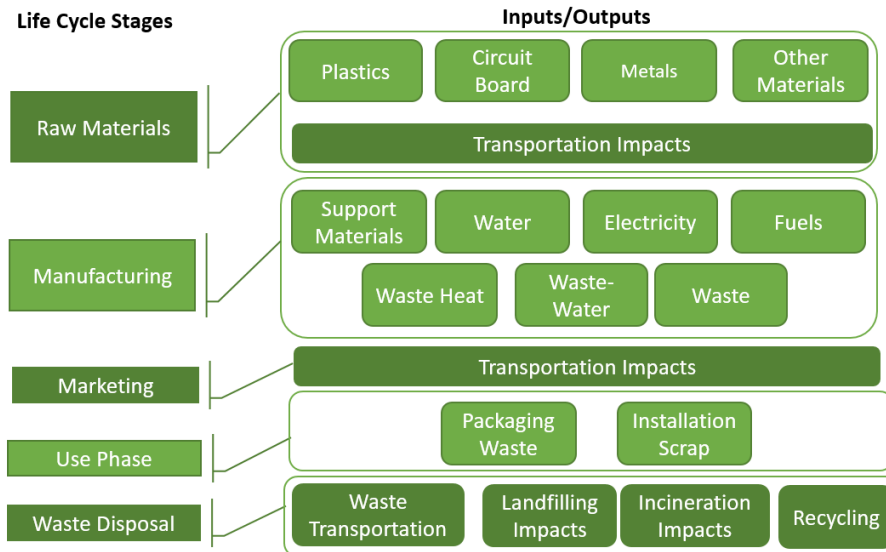 Life Cycle Stages
Inputs/Outputs
Raw Materials
Plastics
Circuit
Board
Metals
Other
Materials
Transportation Impacts
Manufacturing
Support
Materials
Water
Electricity
Fuels
Waste Heat
Waste-
Water
Waste
Marketing
Transportation Impacts
Use Phase
Packaging
Waste
Installation
Scrap
Waste Disposal
Waste
Transportation
Landfilling
Impacts
Incineration
Impacts
Recycling